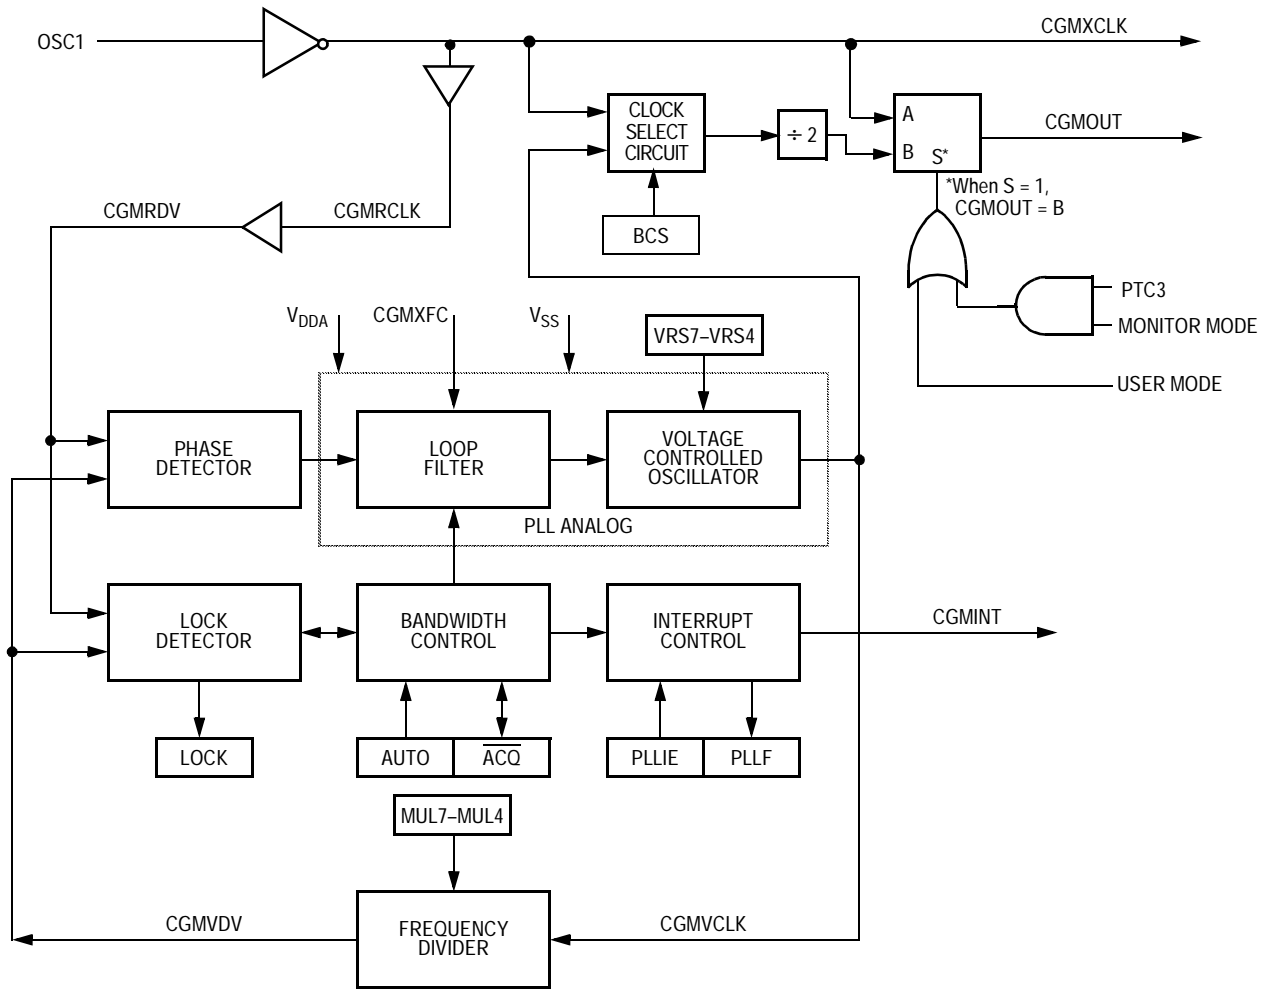 OSC1
CGMXCLK
CLOCK
SELECT
CIRCUIT
÷ 2
A
B
S*
CGMOUT
*When S = 1,
CGMOUT = B
BCS
CGMRDV
CGMRCLK
PTC3
MONITOR MODE
USER MODE
VDDA
CGMXFC
VSS
VRS7–VRS4
PHASE
DETECTOR
LOOP
FILTER
VOLTAGE
CONTROLLED
OSCILLATOR
PLL ANALOG
LOCK
DETECTOR
BANDWIDTH
CONTROL
INTERRUPT
CONTROL
CGMINT
LOCK
AUTO
ACQ
PLLIE
PLLF
MUL7–MUL4
CGMVDV
FREQUENCY
DIVIDER
CGMVCLK